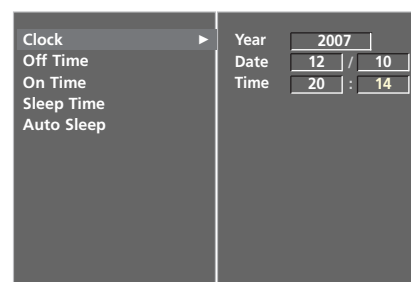 Clock ►
Off Time
On Time
Sleep Time
Auto Sleep
Year 2007
Date 12 / 10
Time 20 : 14